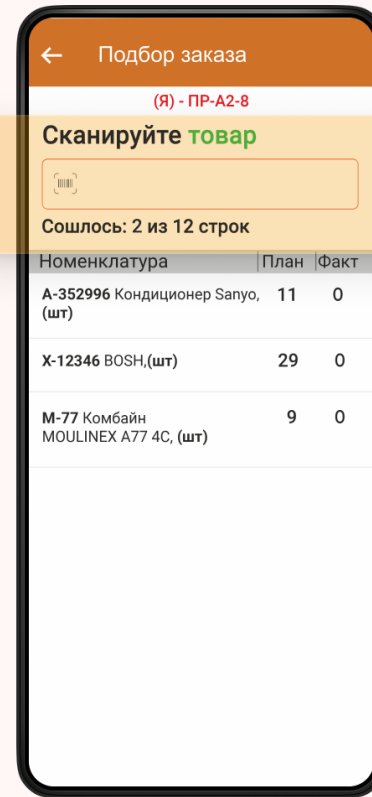 Подбор заказа
(Я) - ПР-А2-8
Сканируйте товар
Сошлось: 2 из 12 строк
Номенклатура План Факт
А-352996 Кондиционер Sanyo, 11 0
(шт)
Х-12346 BOSH,(шт) 29 0
М-77 Комбайн 9 0
MOULINEX A77 4C, (шт)